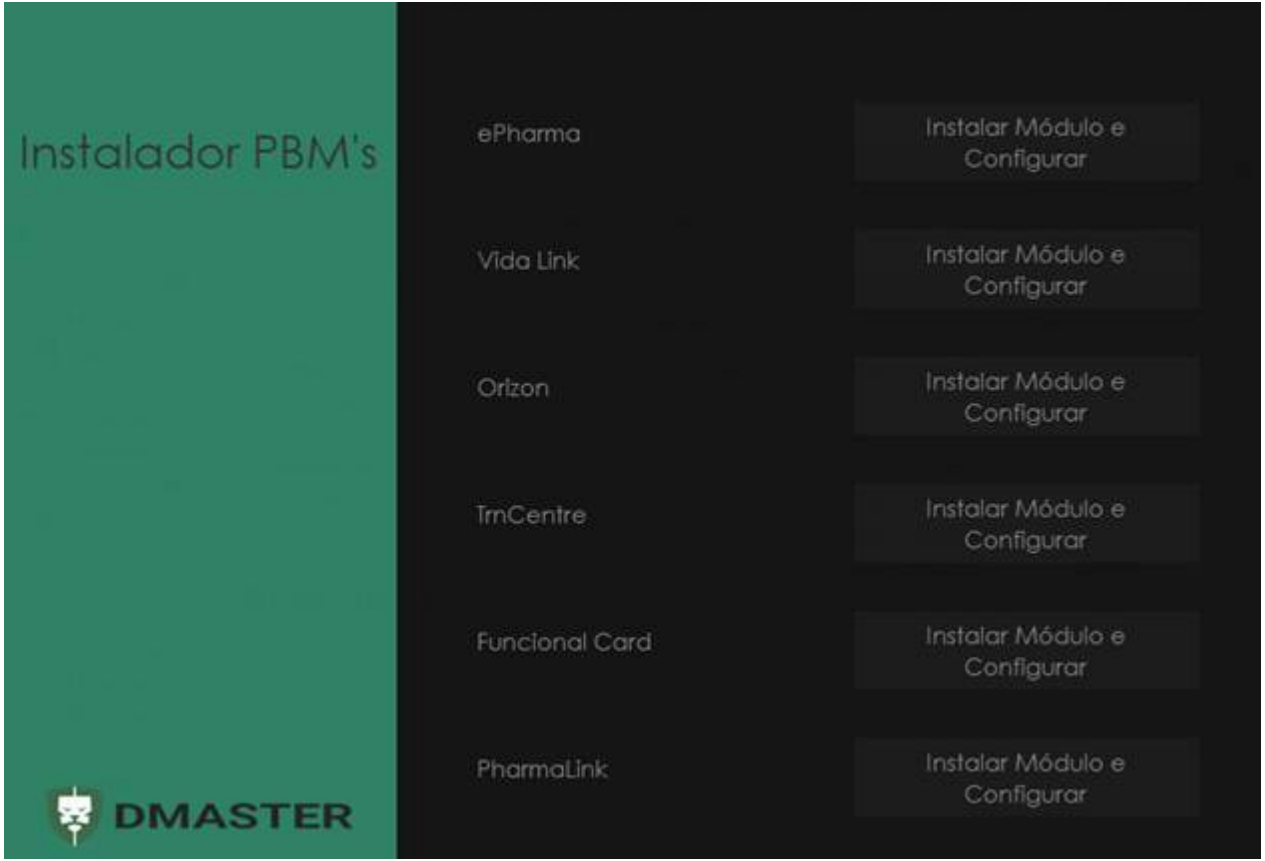 Instalador PBM's
ePharma
Instalar Módulo e
Configurar
Vida Link
Instalar Módulo e
Configurar
Orizon
Instalar Módulo e
Configurar
TrnCentre
Instalar Módulo e
Configurar
Funcional Card
Instalar Módulo e
Configurar
PharmaLink
Instalar Módulo e
Configurar
DMASTER